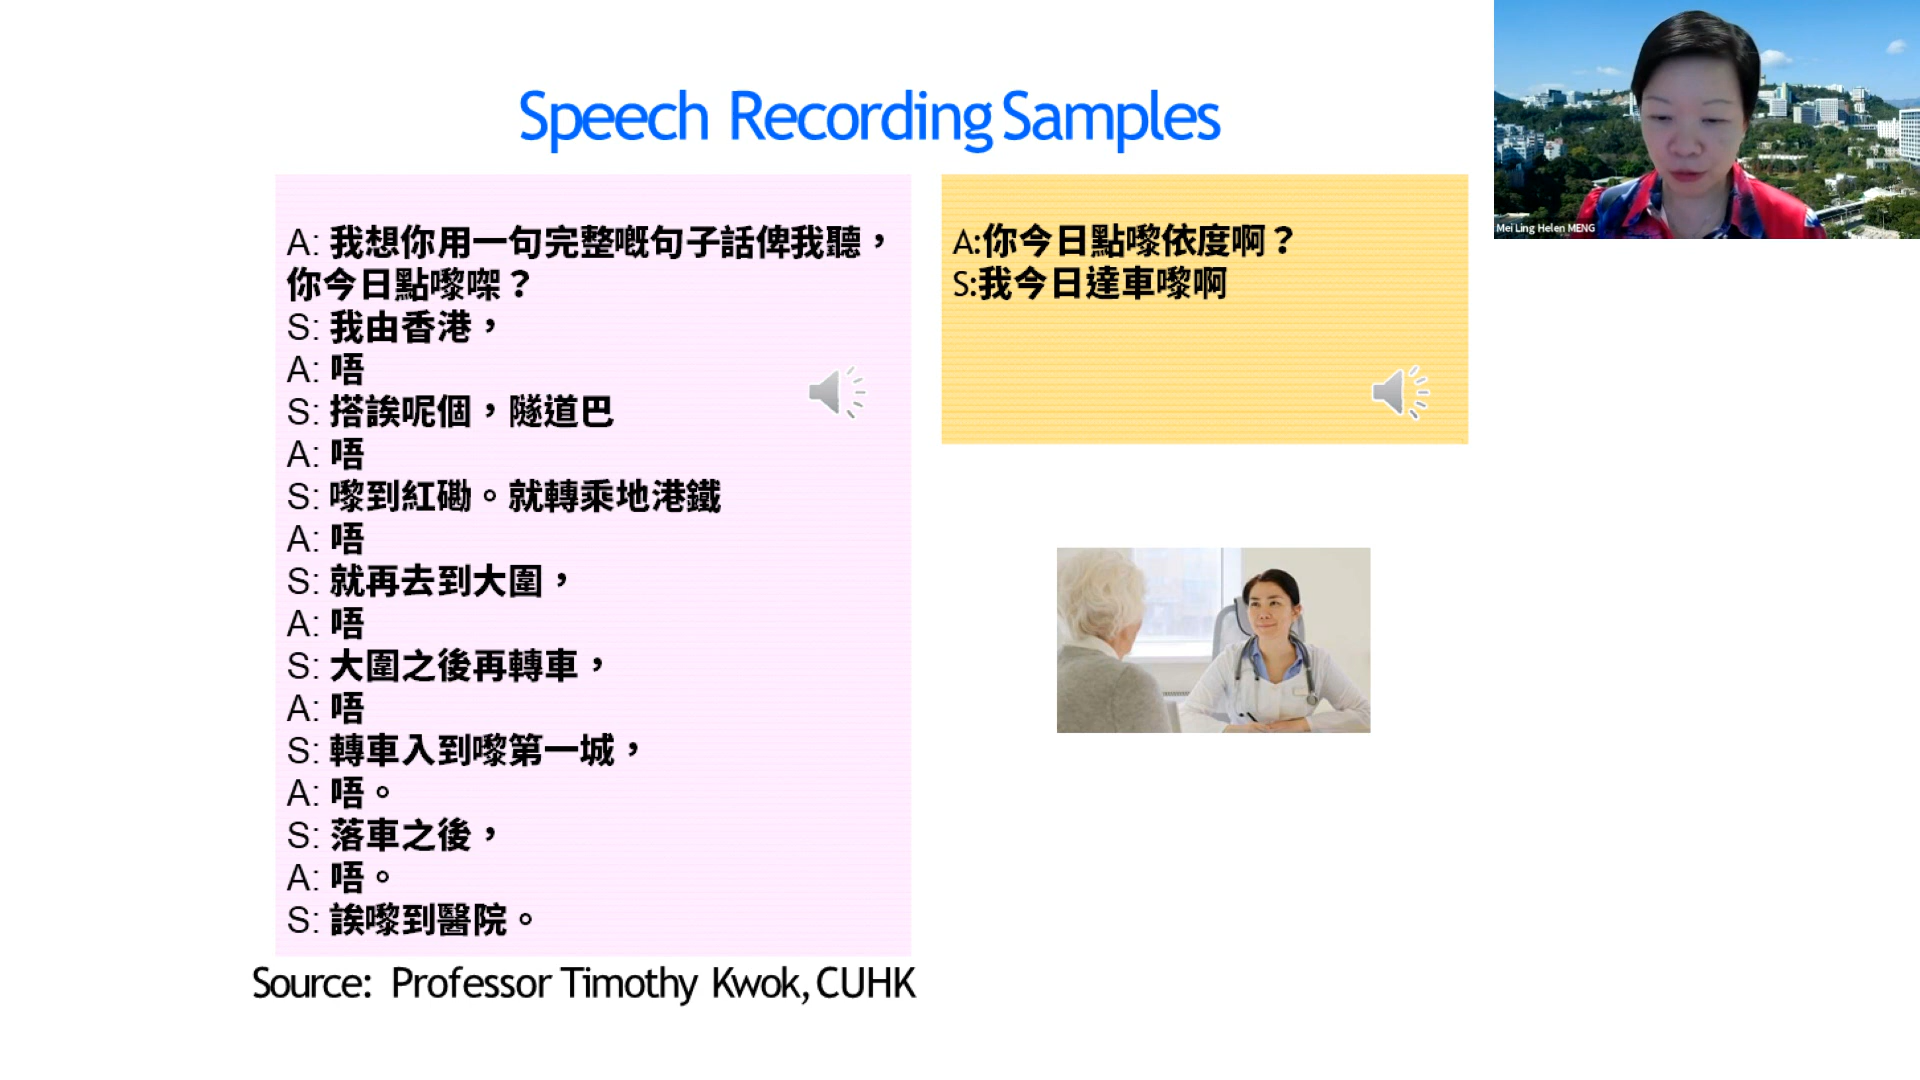 Speech Recording Samples
A: 我想你用一句完整嘅句子話俾我聽，
你今日點嚟㗎？
S: 我由香港，
A: 唔
S: 搭誒呢個，隧道巴
A: 唔
S: 嚟到紅磡。就轉乘地港鐵
A: 唔
S: 就再去到大圍，
A: 唔
S: 大圍之後再轉車，
A: 唔
S: 轉車入到嚟第一城，
A: 唔。
S: 落車之後，
A: 唔。
S: 誒嚟到醫院。
Source: Professor Timothy Kwok, CUHK
A:你今日點嚟依度啊？
S:我今日達車嚟啊
Mei Ling Helen MENG